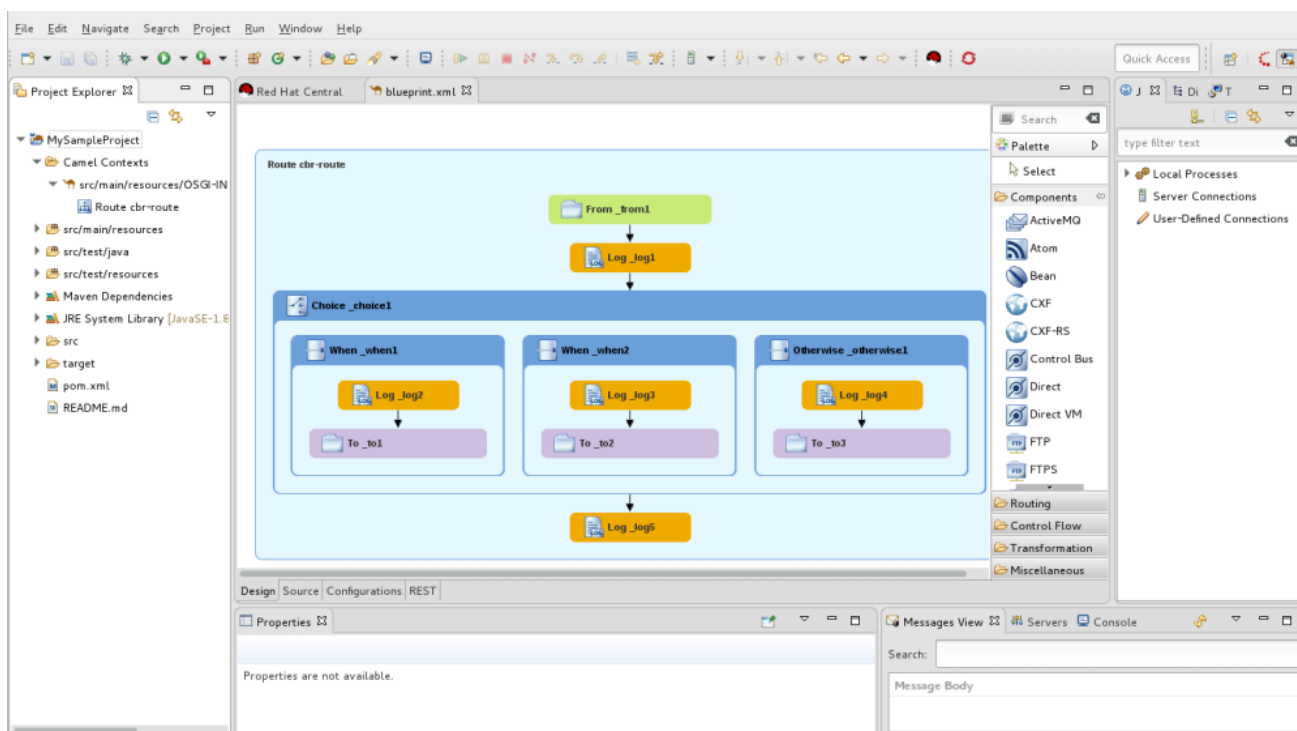 File Edit Navigate Search Project Run Window Help
Quick Access
Project Explorer
MySampleProject
Camel Contexts
src/main/resources/OSGI-IN
Route cbr-route
src/main/resources
src/test/java
src/test/resources
Maven Dependencies
JRE System Library [JavaSE-1.8
src
target
pom.xml
README.md
Red Hat Central blueprint.xml
Route cbr-route
From _from1
Log _log1
Choice _choice1
When _when1 When _when2 Otherwise _otherwise1
Log _log2 Log _log3 Log _log4
To _to1 To _to2 To _to3
Log _log5
Design Source Configurations REST
Search
Palette
Select
Components
ActiveMQ
Atom
Bean
CXF
CXF-RS
Control Bus
Direct
Direct VM
FTP
FTPS
Routing
Control Flow
Transformation
Miscellaneous
J Di T
type filter text
Local Processes
Server Connections
User-Defined Connections
Properties
Properties are not available.
Messages View Servers Console
Search:
Message Body